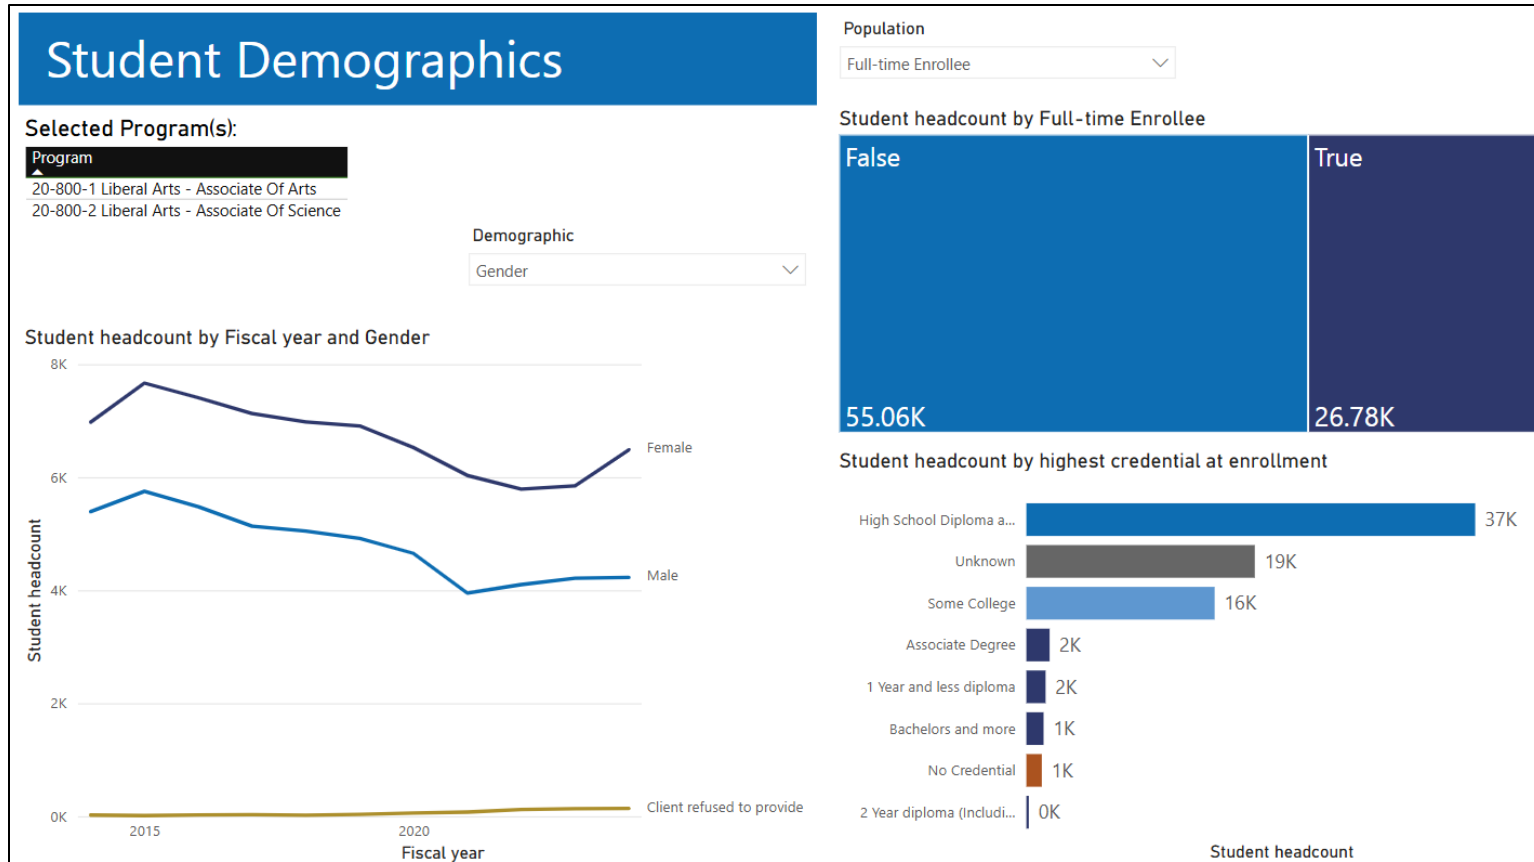 Student Demographics
Selected Program(s):
Program
20-800-1 Liberal Arts - Associate Of Arts
20-800-2 Liberal Arts - Associate Of Science
Demographic
Gender
Student headcount by Fiscal year and Gender
8K
6K
4K
2K
0K
Student headcount
Female
Male
Client refused to provide
2015
2020
Fiscal year
Population
Full-time Enrollee
Student headcount by Full-time Enrollee
False
55.06K
True
26.78K
Student headcount by highest credential at enrollment
High School Diploma a... 37K
Unknown 19K
Some College 16K
Associate Degree 2K
1 Year and less diploma 2K
Bachelors and more 1K
No Credential 1K
2 Year diploma (Includi... 0K
Student headcount